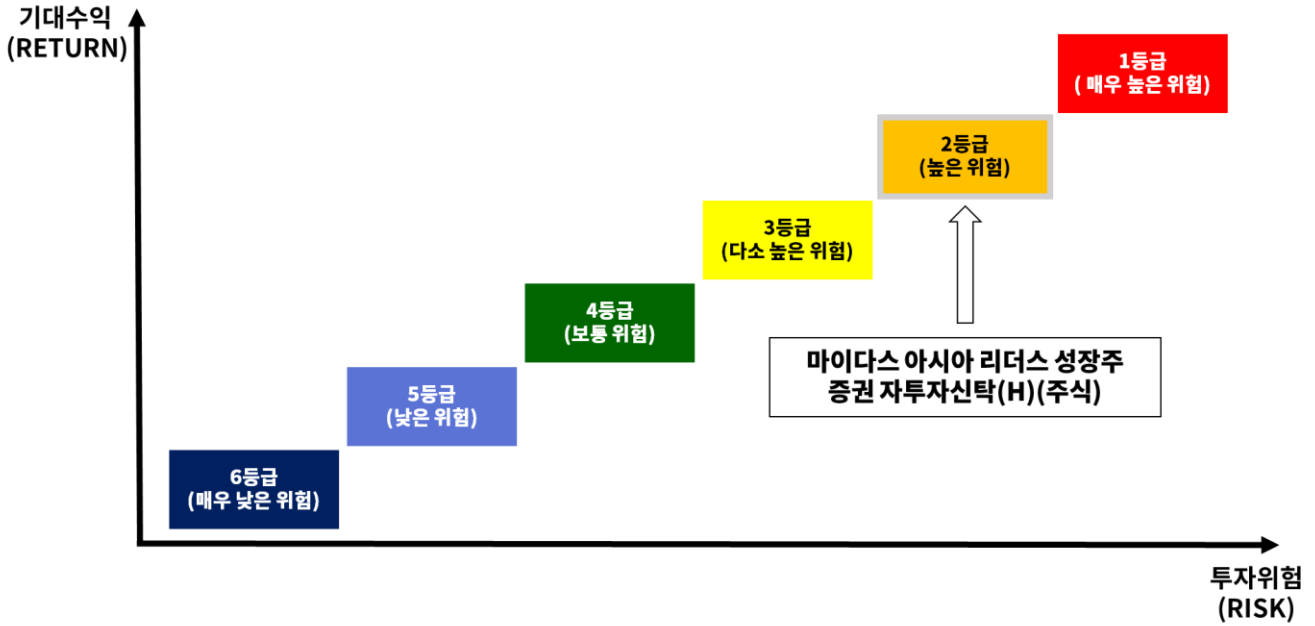 기대수익
(RETURN)
1등급
( 매우 높은 위험)
2등급
(높은 위험)
3등급
(다소 높은 위험)
4등급
(보통 위험)
마이다스 아시아 리더스 성장주
증권 자투자신탁(H)(주식)
5등급
(낮은 위험)
6등급
(매우 낮은 위험)
투자위험
(RISK)